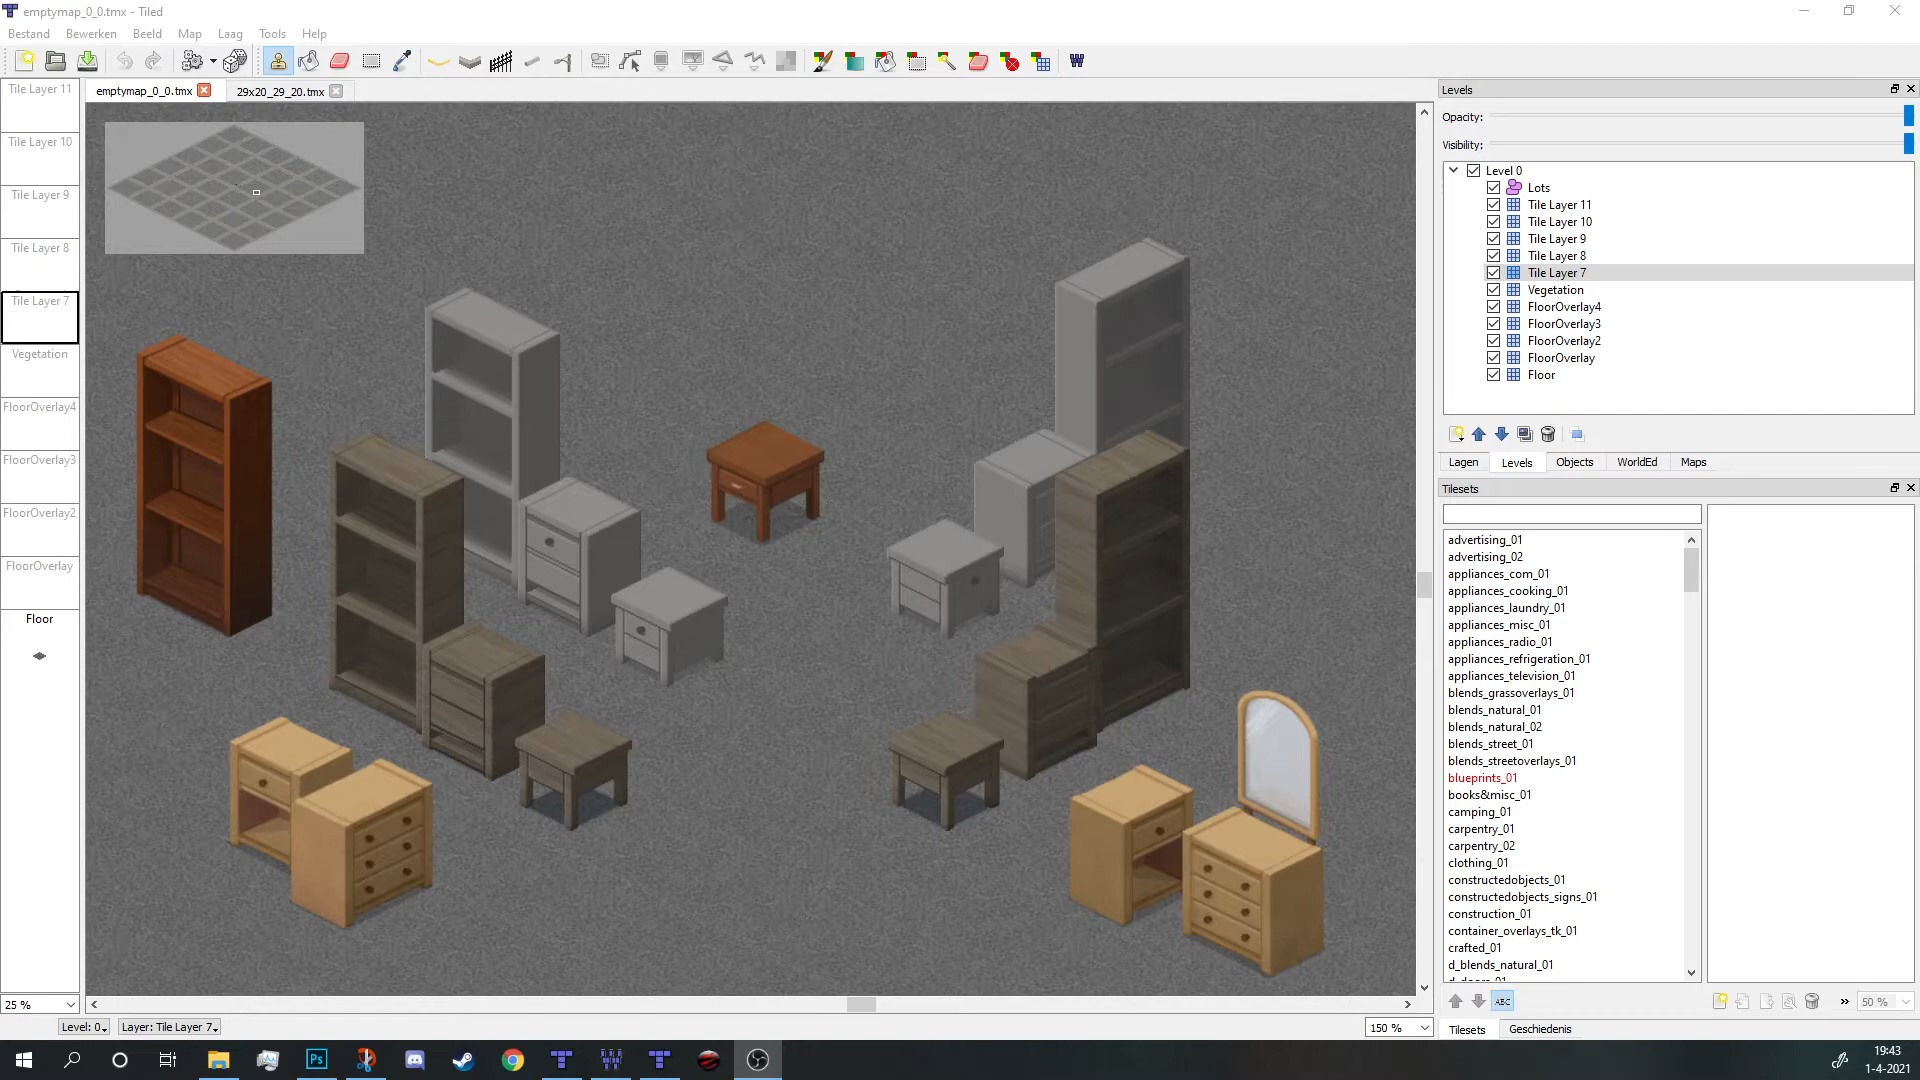 emptymap_0_0.tmx - Tiled
Bestand Bewerken Beeld Map Laag Tools Help
emptymap_0_0.tmx 29x20_29_20.tmx
Tile Layer 11
Tile Layer 10
Tile Layer 9
Tile Layer 8
Tile Layer 7
Vegetation
FloorOverlay4
FloorOverlay3
FloorOverlay2
FloorOverlay
Floor
25 %
Level: 0 Layer: Tile Layer 7
150 %
Levels
Opacity:
Visibility:
Level 0
Lots
Tile Layer 11
Tile Layer 10
Tile Layer 9
Tile Layer 8
Tile Layer 7
Vegetation
FloorOverlay4
FloorOverlay3
FloorOverlay2
FloorOverlay
Floor
Lagen Levels Objects WorldEd Maps
Tilesets
advertising_01
advertising_02
appliances_com_01
appliances_cooking_01
appliances_laundry_01
appliances_misc_01
appliances_radio_01
appliances_refrigeration_01
appliances_television_01
blends_grassoverlays_01
blends_natural_01
blends_natural_02
blends_street_01
blends_streetoverlays_01
blueprints_01
books&misc_01
camping_01
carpentry_01
carpentry_02
clothing_01
constructedobjects_01
constructedobjects_signs_01
construction_01
container_overlays_tk_01
crafted_01
d_blends_natural_01
ABC
50 %
Tilesets Geschiedenis
Ps
19:43
1-4-2021